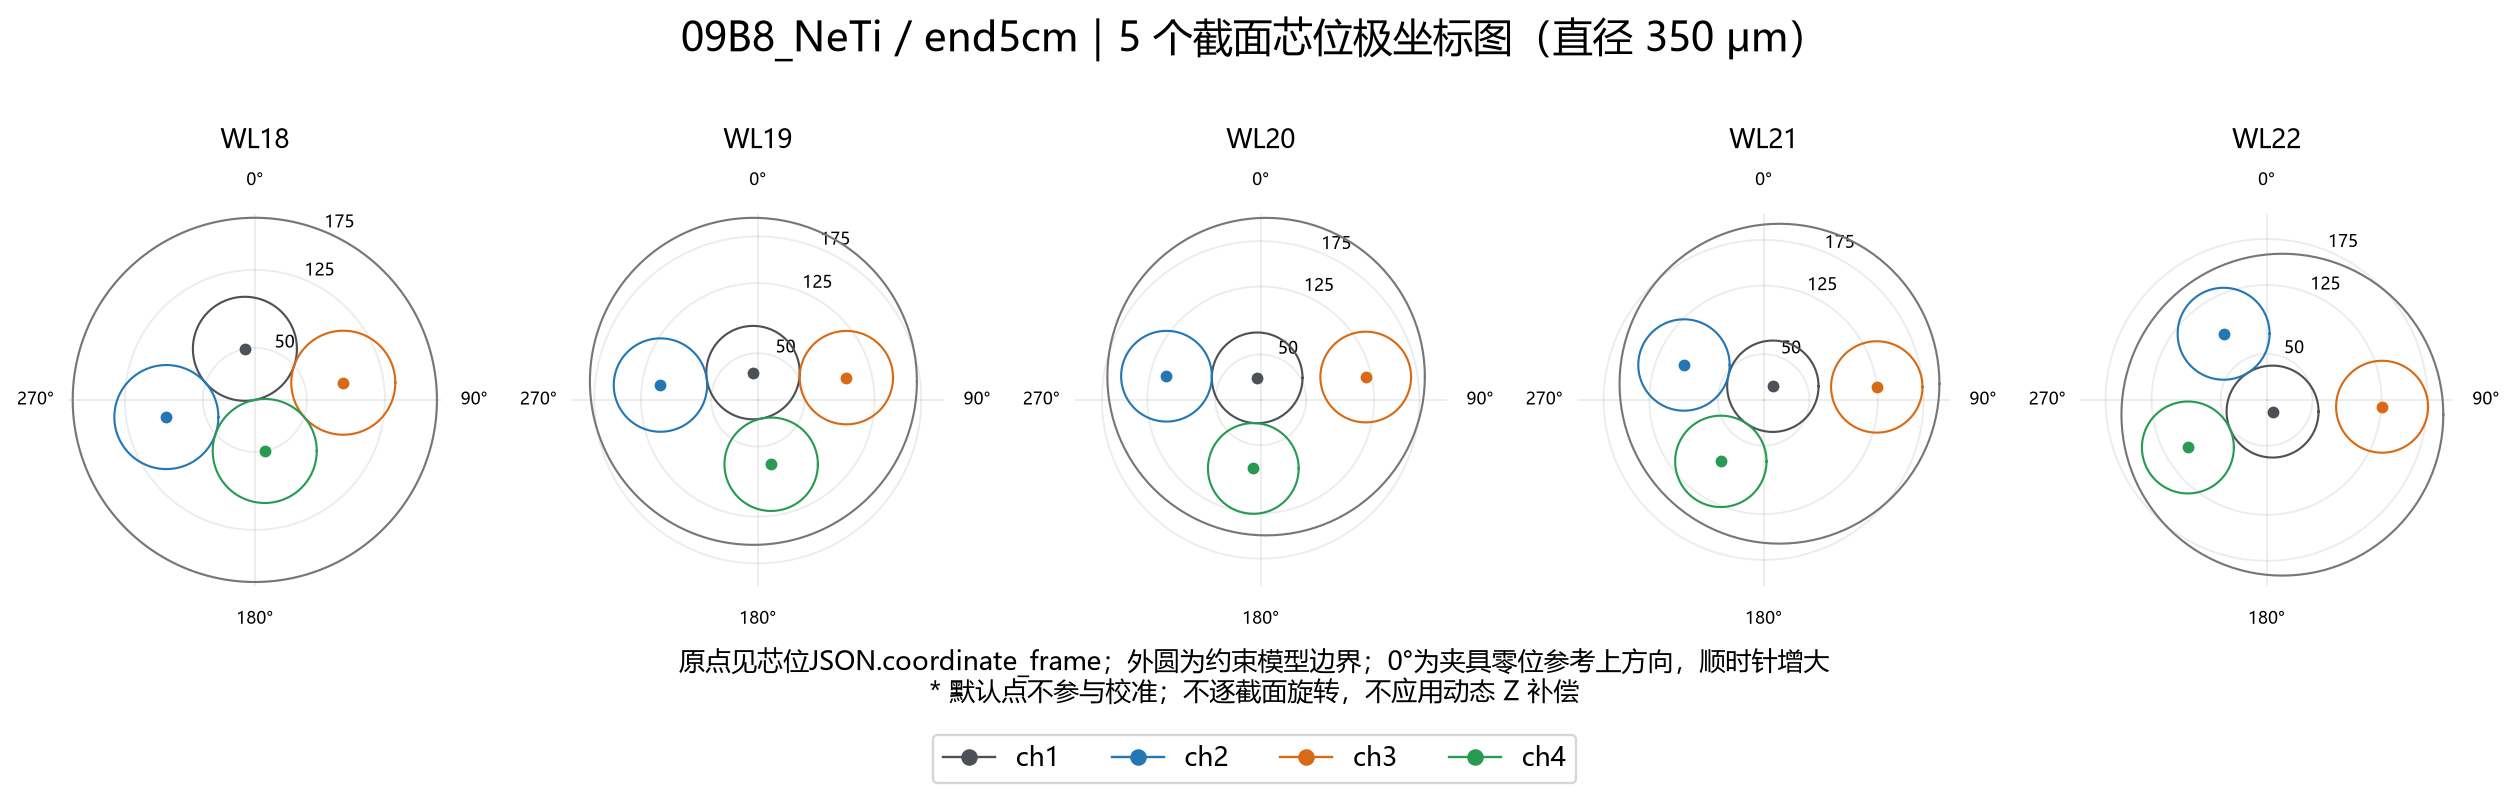 09B8_NeTi / end5cm | 5 个截面芯位极坐标图（直径 350 μm）
WL18
WL19
WL20
WL21
WL22
0°
0°
0°
0°
0°
175
125
50
270°
90°
180°
175
125
50
270°
90°
180°
175
125
50
270°
90°
180°
175
125
50
270°
90°
180°
175
125
50
270°
90°
180°
原点见芯位JSON.coordinate_frame；外圆为约束模型边界；0°为夹具零位参考上方向，顺时针增大
* 默认点不参与校准；不逐截面旋转，不应用动态 Z 补偿
ch1
ch2
ch3
ch4